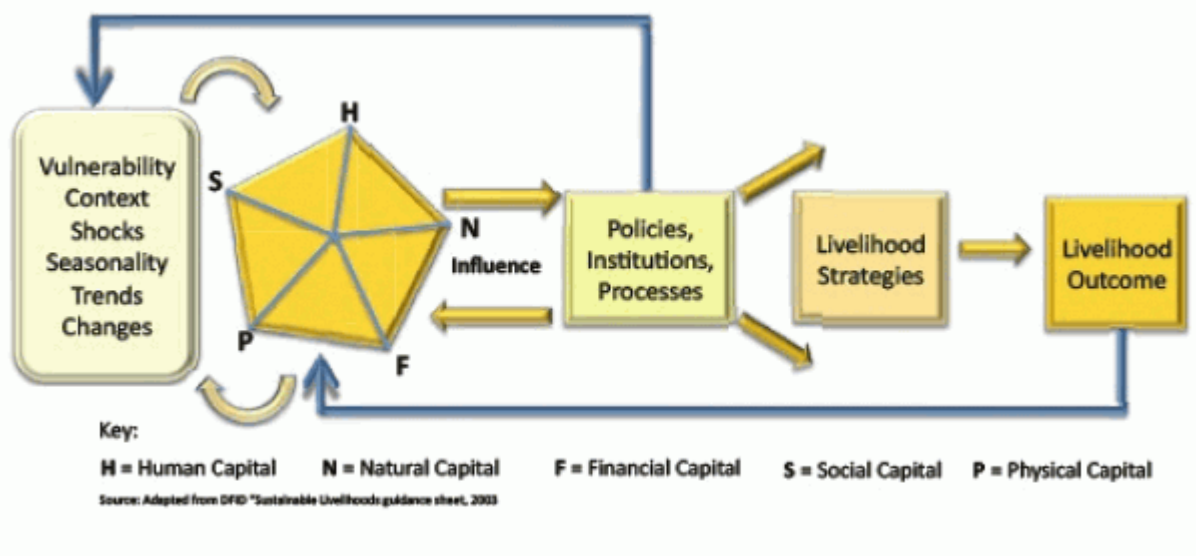 Vulnerability
Context
Shocks
Seasonality
Trends
Changes
H
S
N
P
F
Influence
Policies,
Institutions,
Processes
Livelihood
Strategies
Livelihood
Outcome
Key:
H = Human Capital N = Natural Capital F = Financial Capital S = Social Capital P = Physical Capital
Source: Adapted from DFID "Sustainable Livelihoods guidance sheet, 2003